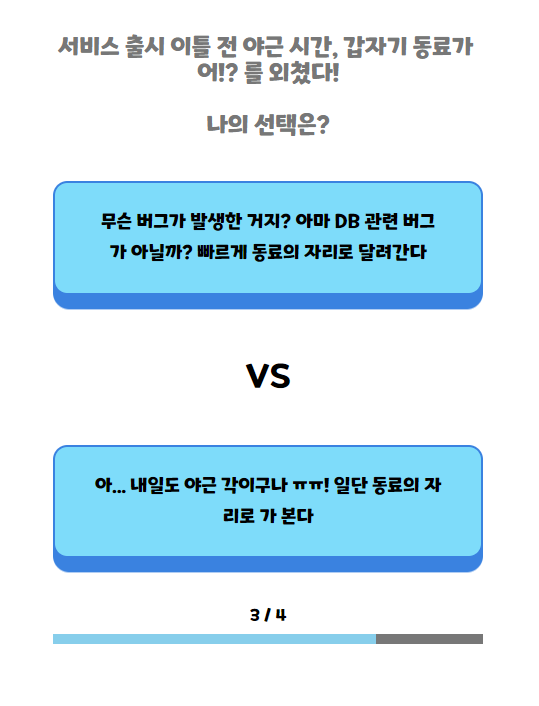 서비스 출시 이틀 전 야근 시간, 갑자기 동료가
어!? 를 외쳤다!
나의 선택은?
무슨 버그가 발생한 거지? 아마 DB 관련 버그
가 아닐까? 빠르게 동료의 자리로 달려간다
VS
아... 내일도 야근 각이구나 ㅠㅠ! 일단 동료의 자
리로 가 본다
3 / 4